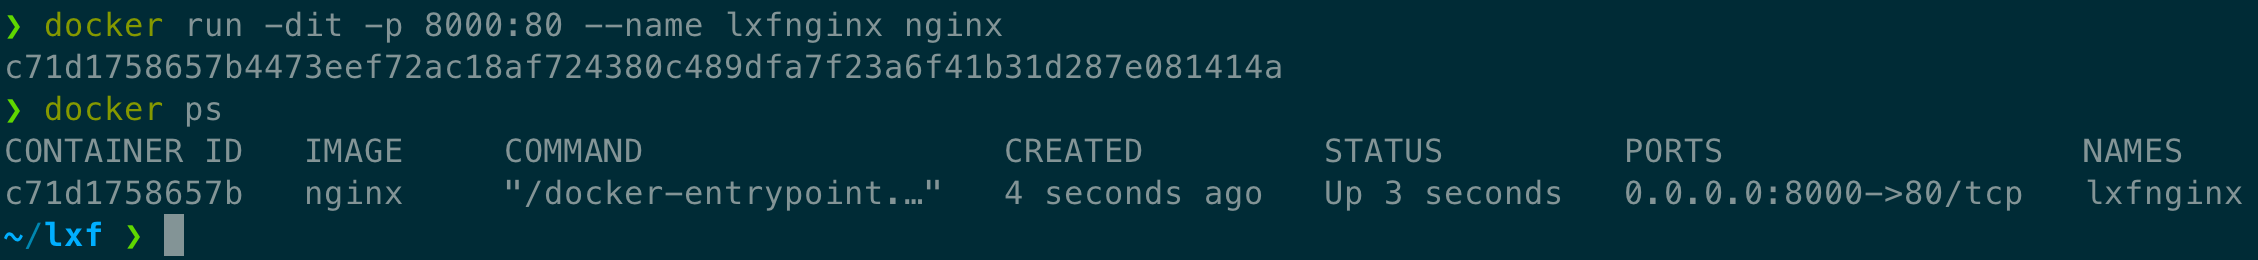 ❯ docker run -dit -p 8000:80 --name lxfnginx nginx
c71d1758657b4473eef72ac18af724380c489dfa7f23a6f41b31d287e081414a
❯ docker ps
CONTAINER ID   IMAGE     COMMAND                  CREATED         STATUS         PORTS                  NAMES
c71d1758657b   nginx     "/docker-entrypoint.…"   4 seconds ago   Up 3 seconds   0.0.0.0:8000->80/tcp   lxfnginx
~/lxf ❯